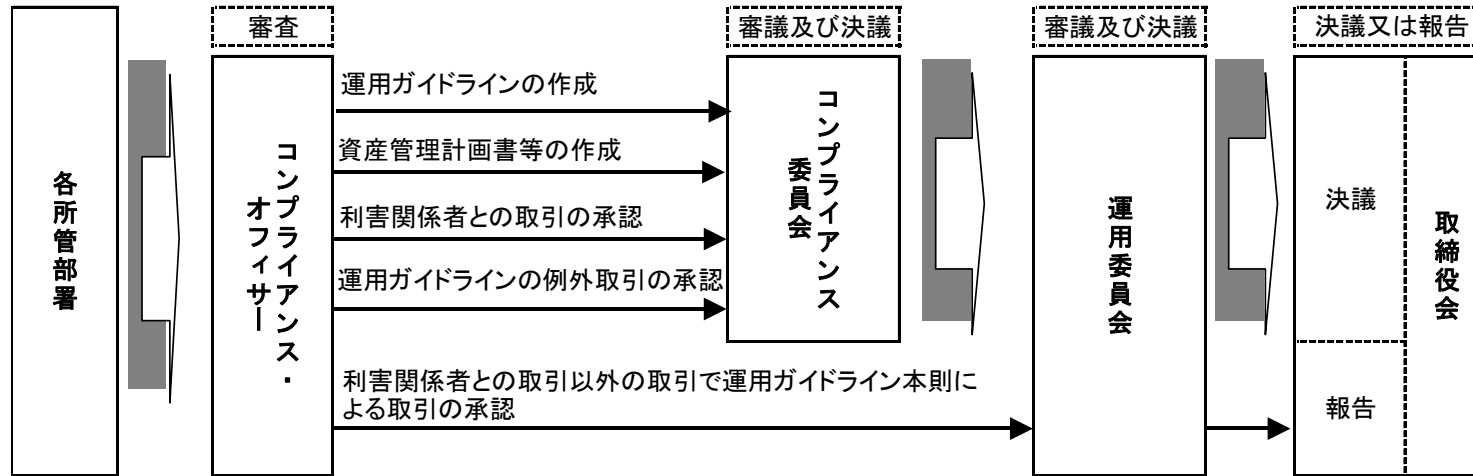 審査
審議及び決議
審議及び決議
決議又は報告
各所管部署
コンプライアンス・
オフィサー
運用ガイドラインの作成
資産管理計画書等の作成
利害関係者との取引の承認
運用ガイドラインの例外取引の承認
利害関係者との取引以外の取引で運用ガイドライン本則に
よる取引の承認
コンプライアンス
委員会
運用委員会
決議
報告
取締役会